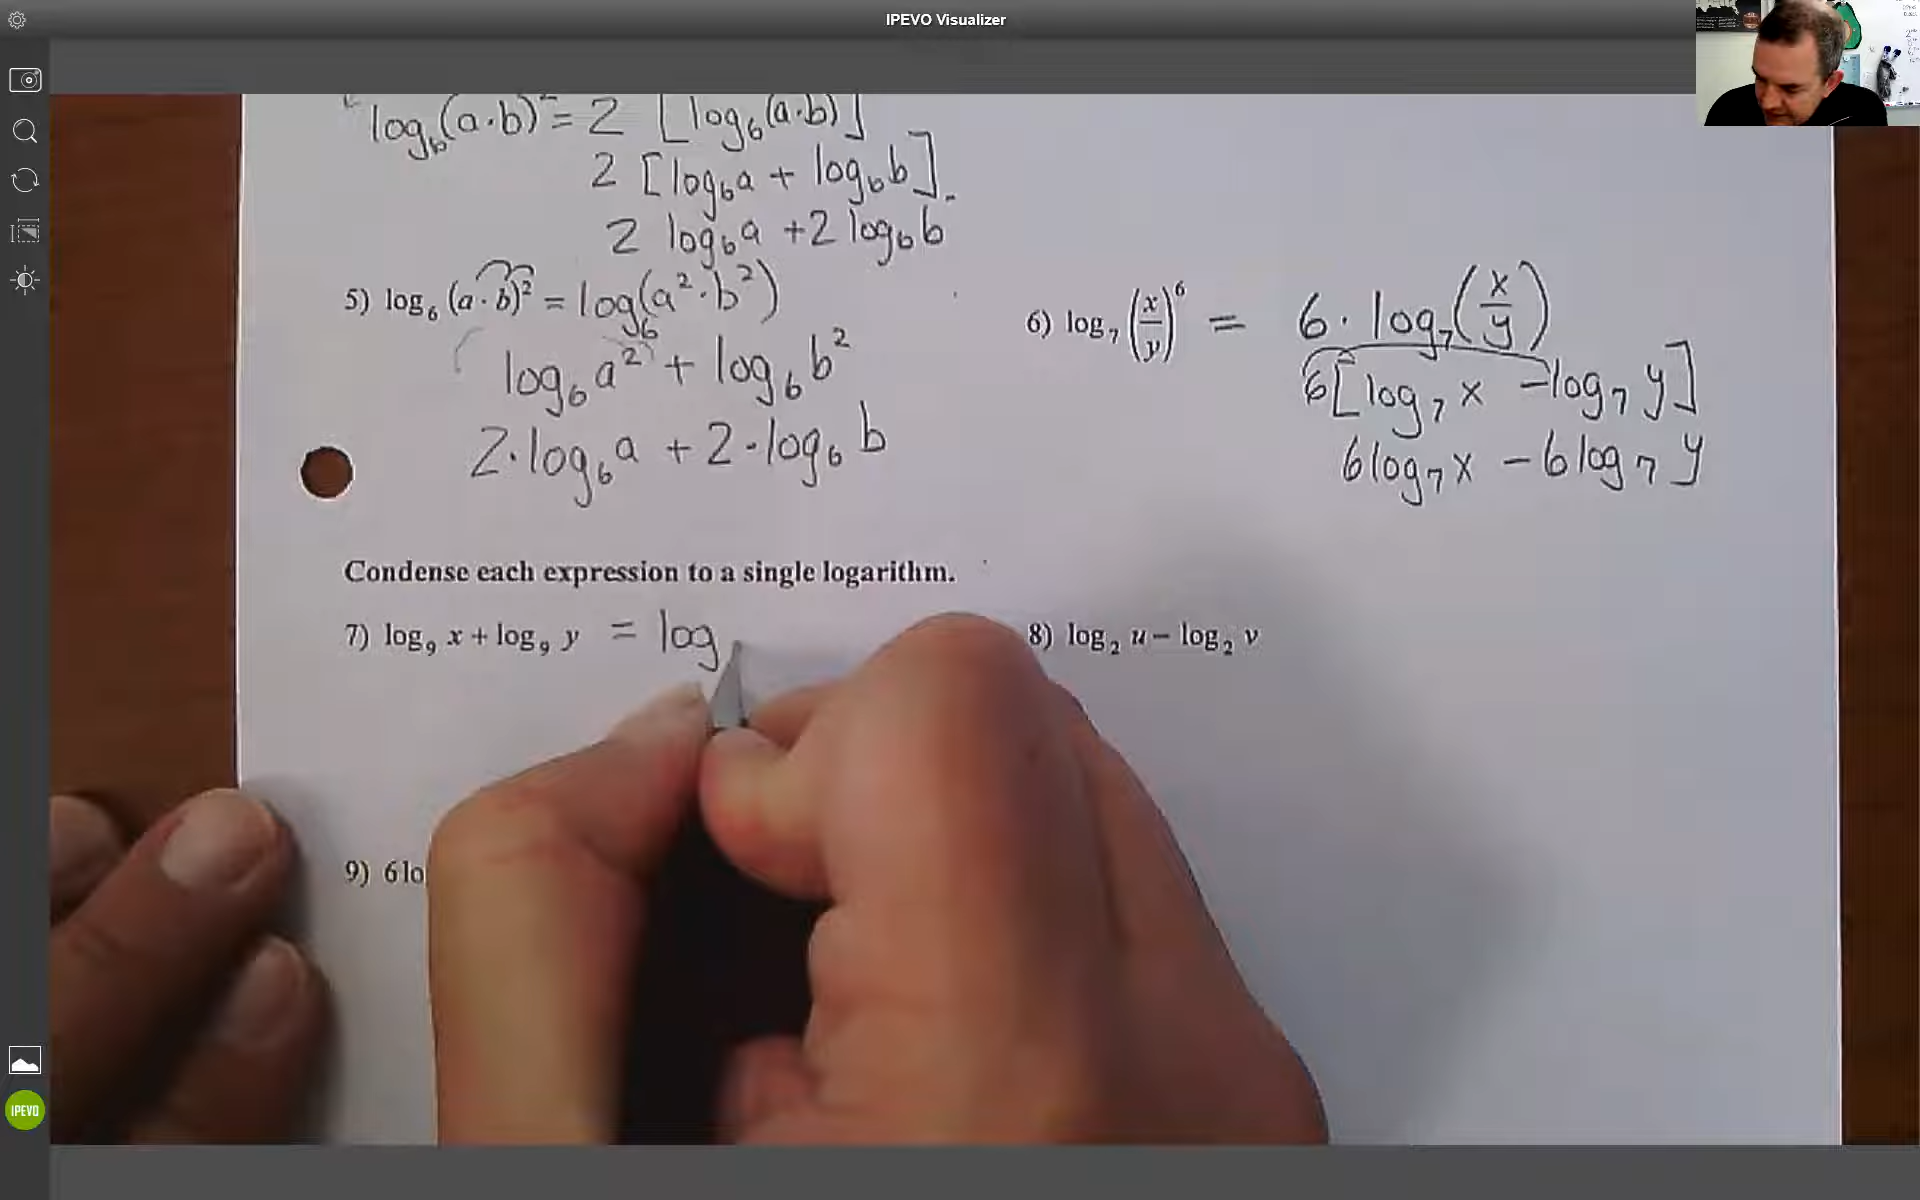 IPEVO Visualizer
log₆(a·b)² = 2 [log₆(a·b)]
2 [log₆a + log₆b].
2 log₆a + 2 log₆b
5) log₆ (a · b)² = log₆(a²·b²)
log₆a² + log₆b²
2·log₆a + 2·log₆b
6) log₇ (x/y)⁶ = 6·log₇(x/y)
6[log₇x − log₇y]
6log₇x − 6log₇y
Condense each expression to a single logarithm.
7) log₉ x + log₉ y = log
8) log₂ u − log₂ v
9) 6 lo
IPEVO